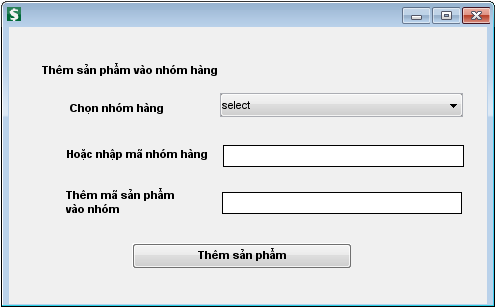 Thêm sản phẩm vào nhóm hàng
Chọn nhóm hàng
select
Hoặc nhập mã nhóm hàng
Thêm mã sản phẩm
vào nhóm
Thêm sản phẩm